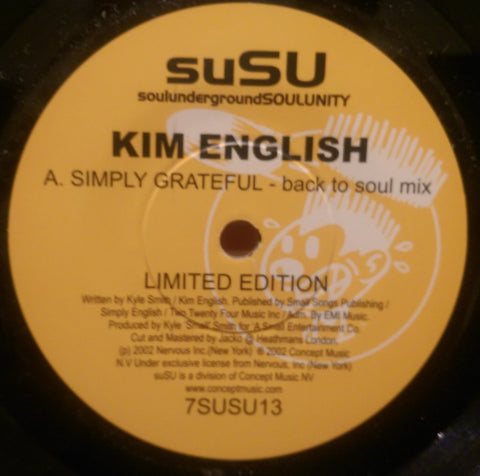 suSU
soulundergroundSOULUNITY
KIM ENGLISH
A. SIMPLY GRATEFUL - back to soul mix
LIMITED EDITION
Written by Kyle Smith / Kim English. Published by Small Songs Publishing /
Simply English / Two Twenty Four Music Inc / Adm. By EMI Music.
Produced by Kyle 'Small' Smith for 'A Small Entertainment Co.
Cut and Mastered by Jacko @ Heathmans London.
(p) 2002 Nervous Inc.(New York) © 2002 Concept Music
N.V Under exclusive license from Nervous, Inc (New York)
suSU is a division of Concept Music NV
www.conceptmusic.com
7SUSU13